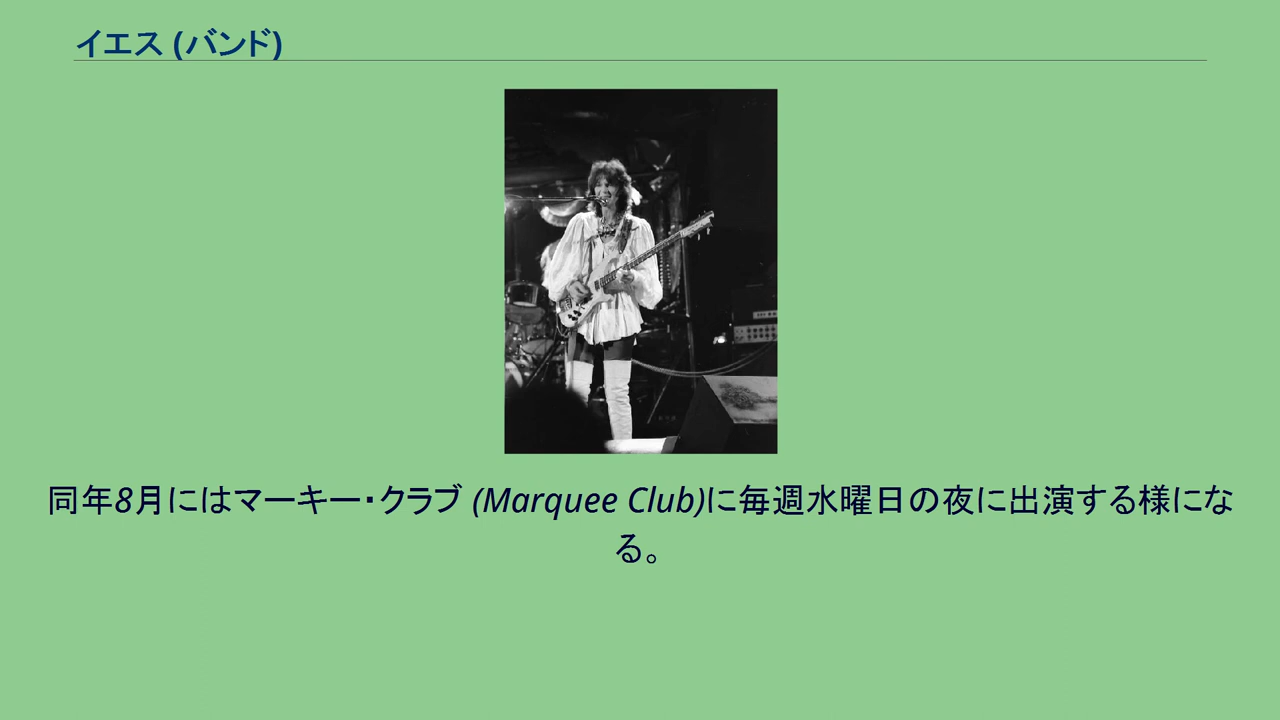 イエス (バンド)
同年8月にはマーキー・クラブ (Marquee Club)に毎週水曜日の夜に出演する様にな
る。